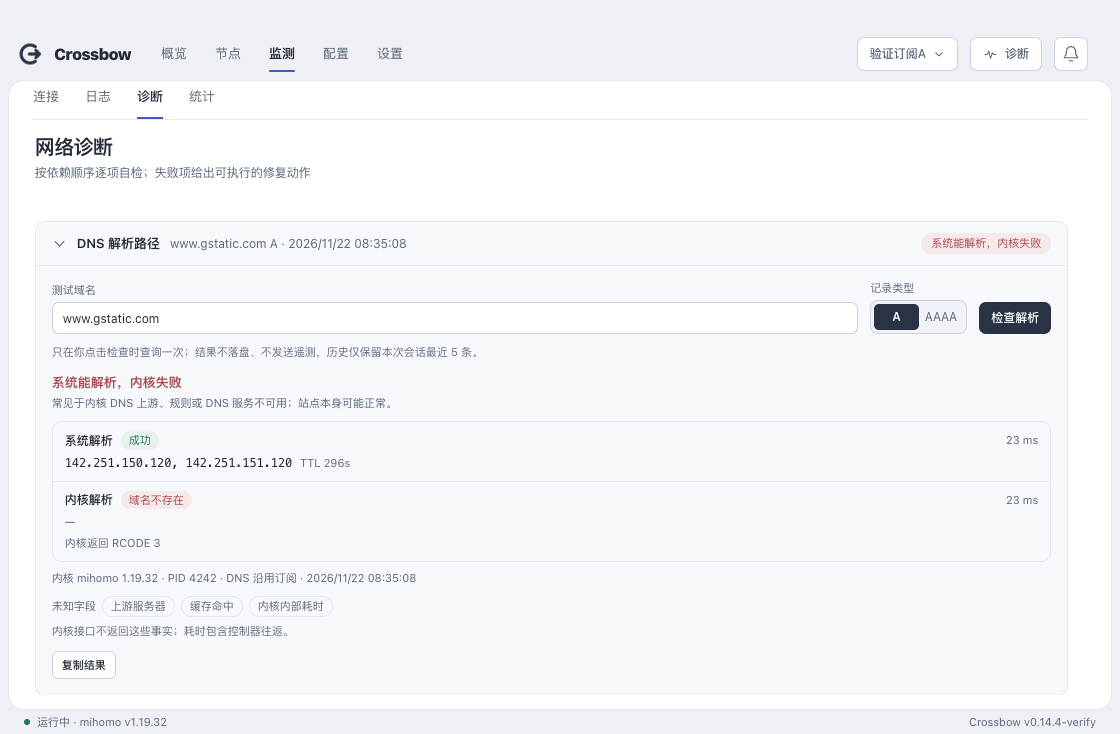 Crossbow 概览 节点 监测 配置 设置 验证订阅A 诊断
连接 日志 诊断 统计
网络诊断
按依赖顺序逐项自检；失败项给出可执行的修复动作
DNS 解析路径 www.gstatic.com A · 2026/11/22 08:35:08 系统能解析，内核失败
测试域名 记录类型
www.gstatic.com A AAAA 检查解析
只在你点击检查时查询一次；结果不落盘、不发送遥测，历史仅保留本次会话最近 5 条。
系统能解析，内核失败
常见于内核 DNS 上游、规则或 DNS 服务不可用；站点本身可能正常。
系统解析 成功 23 ms
142.251.150.120, 142.251.151.120 TTL 296s
内核解析 域名不存在 23 ms
—
内核返回 RCODE 3
内核 mihomo 1.19.32 · PID 4242 · DNS 沿用订阅 · 2026/11/22 08:35:08
未知字段 上游服务器 缓存命中 内核内部耗时
内核接口不返回这些事实；耗时包含控制器往返。
复制结果
运行中 · mihomo v1.19.32 Crossbow v0.14.4-verify